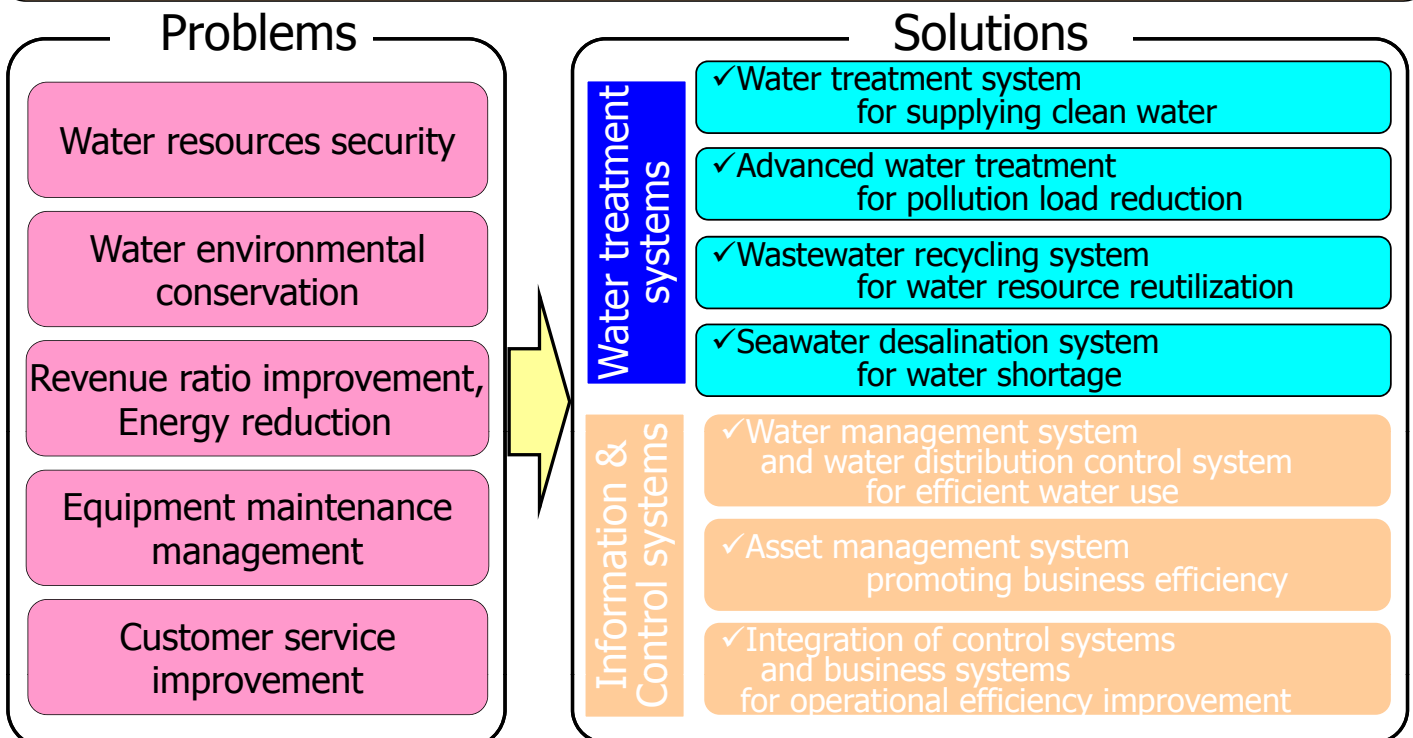 Problems
Water resources security
Water environmental
conservation
Revenue ratio improvement,
Energy reduction
Equipment maintenance
management
Customer service
improvement
Solutions
Water treatment
systems
✓Water treatment system
for supplying clean water
✓Advanced water treatment
for pollution load reduction
✓Wastewater recycling system
for water resource reutilization
✓Seawater desalination system
for water shortage
Information &
Control systems
✓Water management system
and water distribution control system
for efficient water use
✓Asset management system
promoting business efficiency
✓Integration of control systems
and business systems
for operational efficiency improvement